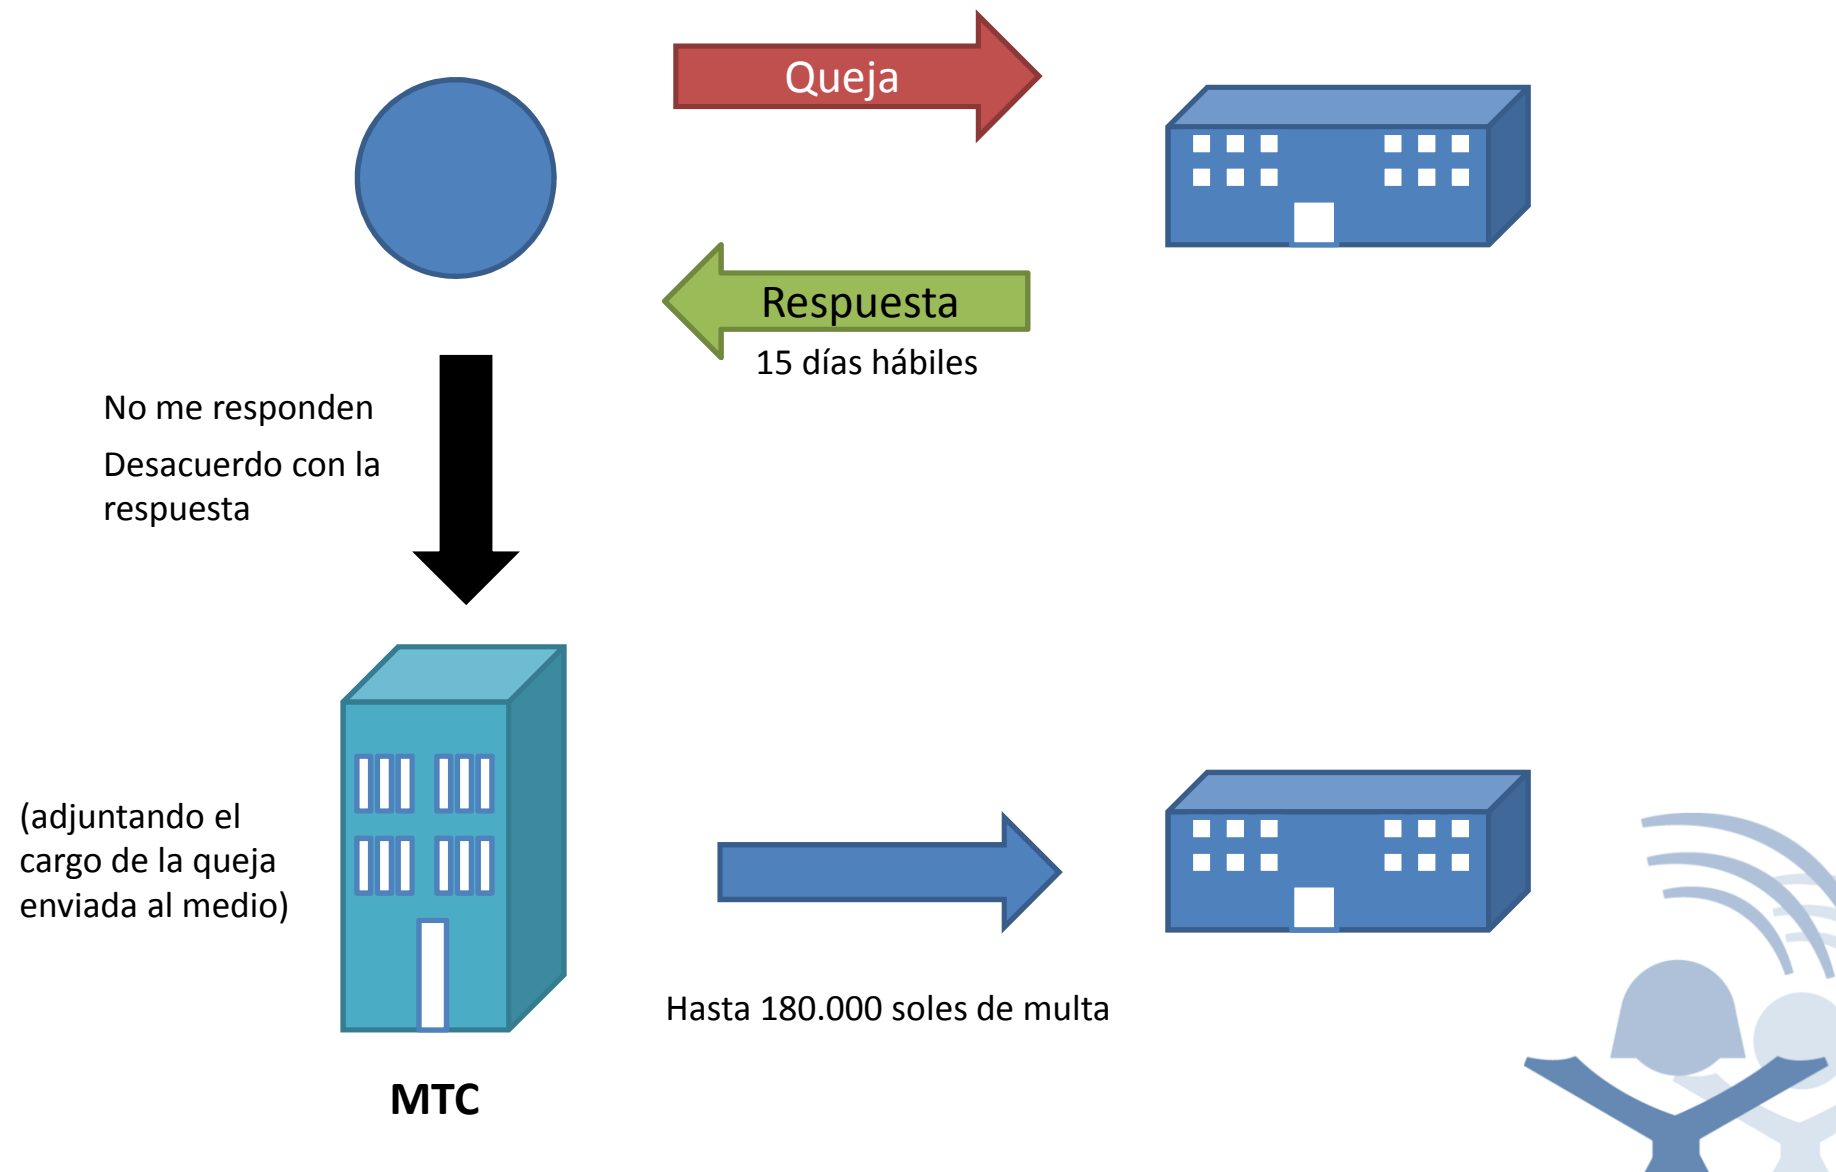 Queja
Respuesta
15 días hábiles
No me responden
Desacuerdo con la
respuesta
(adjuntando el
cargo de la queja
enviada al medio)
Hasta 180.000 soles de multa
MTC